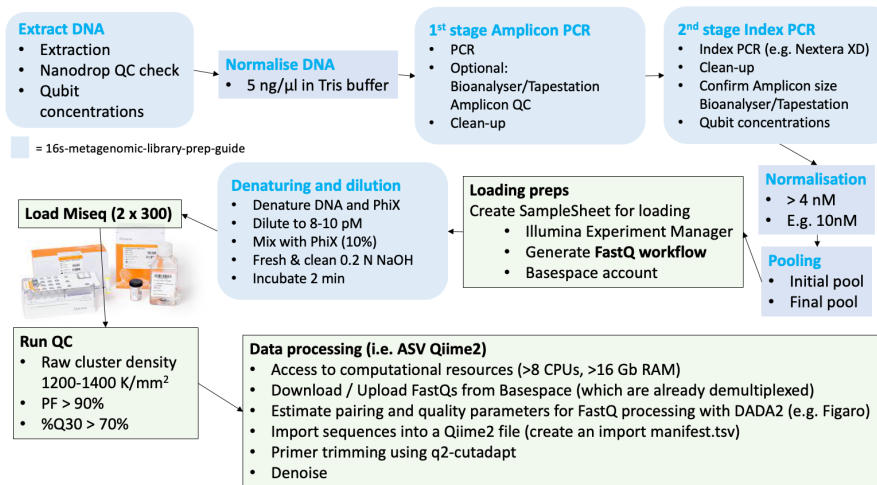 Extract DNA
• Extraction
• Nanodrop QC check
• Qubit
concentrations
Normalise DNA
• 5 ng/µl in Tris buffer
1st stage Amplicon PCR
• PCR
• Optional:
Bioanalyser/Tapestation
Amplicon QC
• Clean-up
2nd stage Index PCR
• Index PCR (e.g. Nextera XD)
• Clean-up
• Confirm Amplicon size
Bioanalyser/Tapestation
• Qubit concentrations
= 16s-metagenomic-library-prep-guide
Normalisation
• > 4 nM
• E.g. 10nM
Pooling
• Initial pool
• Final pool
Loading preps
Create SampleSheet for loading
• Illumina Experiment Manager
• Generate FastQ workflow
• Basespace account
Denaturing and dilution
• Denature DNA and PhiX
• Dilute to 8-10 pM
• Mix with PhiX (10%)
• Fresh & clean 0.2 N NaOH
• Incubate 2 min
Load Miseq (2 x 300)
Run QC
• Raw cluster density
1200-1400 K/mm2
• PF > 90%
• %Q30 > 70%
Data processing (i.e. ASV Qiime2)
• Access to computational resources (>8 CPUs, >16 Gb RAM)
• Download / Upload FastQs from Basespace (which are already demultiplexed)
• Estimate pairing and quality parameters for FastQ processing with DADA2 (e.g. Figaro)
• Import sequences into a Qiime2 file (create an import manifest.tsv)
• Primer trimming using q2-cutadapt
• Denoise